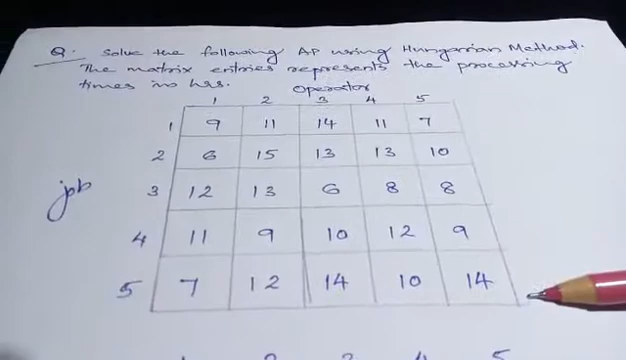 Q. Solve the following AP using Hungarian Method.
The matrix entries represents the processing
times in hrs.
Operator
1 2 3 4 5
1 9 11 14 11 7
2 6 15 13 13 10
job 3 12 13 6 8 8
4 11 9 10 12 9
5 7 12 14 10 14